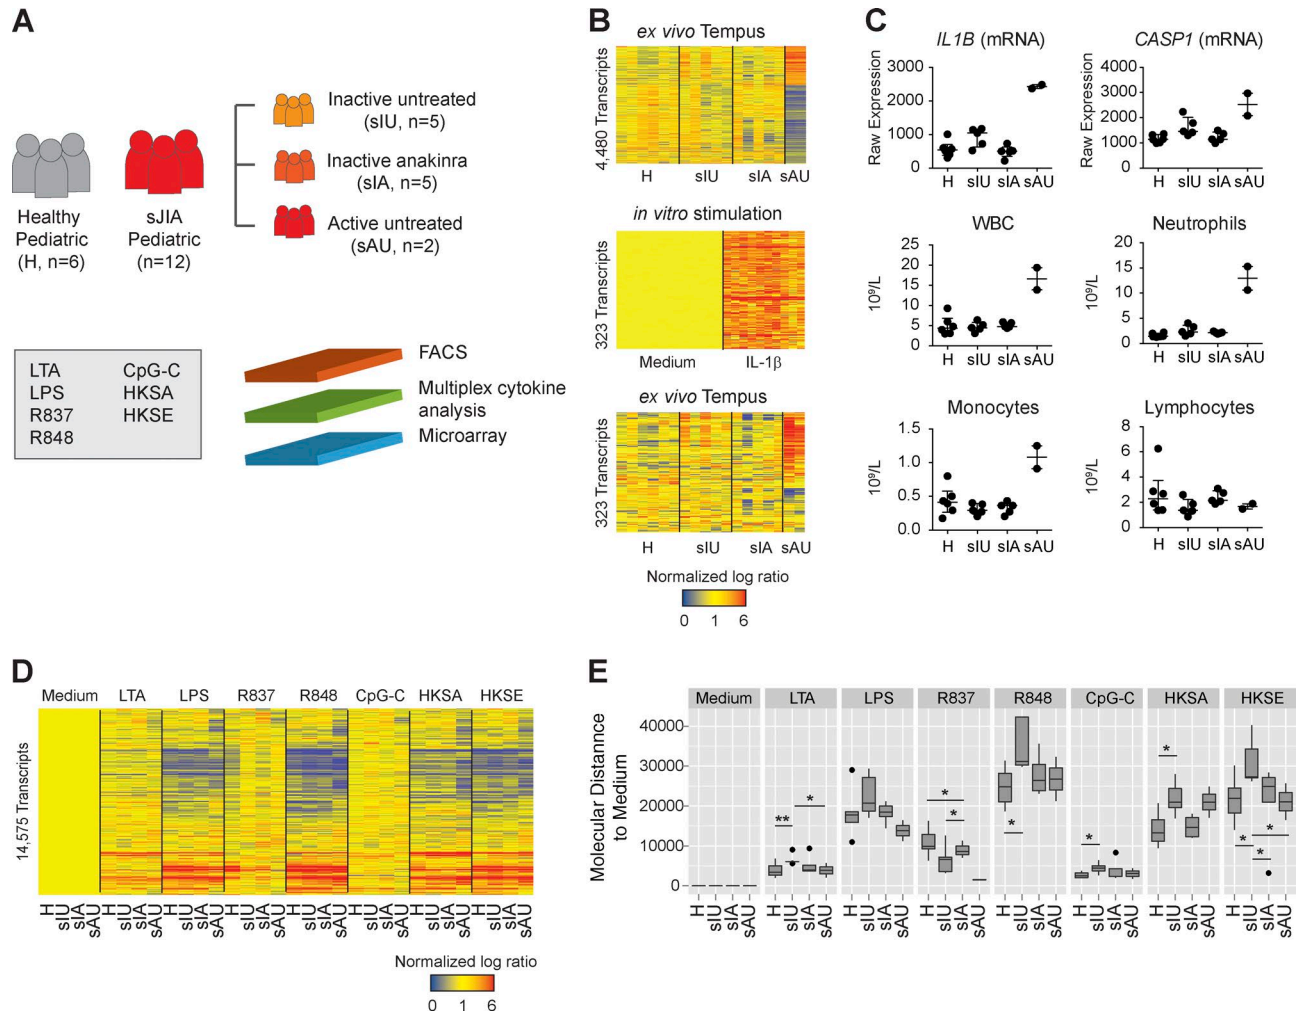 A
Healthy
Pediatric
(H, n=6)
sJIA
Pediatric
(n=12)
Inactive untreated
(sIU, n=5)
Inactive anakinra
(sIA, n=5)
Active untreated
(sAU, n=2)
LTA CpG-C
LPS HKSA
R837 HKSE
R848
FACS
Multiplex cytokine
analysis
Microarray
B
ex vivo Tempus
4,480 Transcripts
H sIU sIA sAU
in vitro stimulation
323 Transcripts
Medium IL-1β
ex vivo Tempus
323 Transcripts
H sIU sIA sAU
Normalized log ratio
0 1 6
C
IL1B (mRNA)
Raw Expression
3000
2000
1000
0
H sIU sIA sAU
CASP1 (mRNA)
Raw Expression
4000
3000
2000
1000
0
H sIU sIA sAU
WBC
10⁹/L
25
20
15
10
5
0
H sIU sIA sAU
Neutrophils
10⁹/L
20
15
10
5
0
H sIU sIA sAU
Monocytes
10⁹/L
1.5
1.0
0.5
0.0
H sIU sIA sAU
Lymphocytes
10⁹/L
8
6
4
2
0
H sIU sIA sAU
D
14,575 Transcripts
Medium LTA LPS R837 R848 CpG-C HKSA HKSE
H sIU sIA sAU H sIU sIA sAU H sIU sIA sAU H sIU sIA sAU H sIU sIA sAU H sIU sIA sAU H sIU sIA sAU H sIU sIA sAU
Normalized log ratio
0 1 6
E
Molecular Distannce
to Medium
Medium LTA LPS R837 R848 CpG-C HKSA HKSE
40000
30000
20000
10000
0
** *
* *
*
*
*
* * *
H sIU sIA sAU H sIU sIA sAU H sIU sIA sAU H sIU sIA sAU H sIU sIA sAU H sIU sIA sAU H sIU sIA sAU H sIU sIA sAU